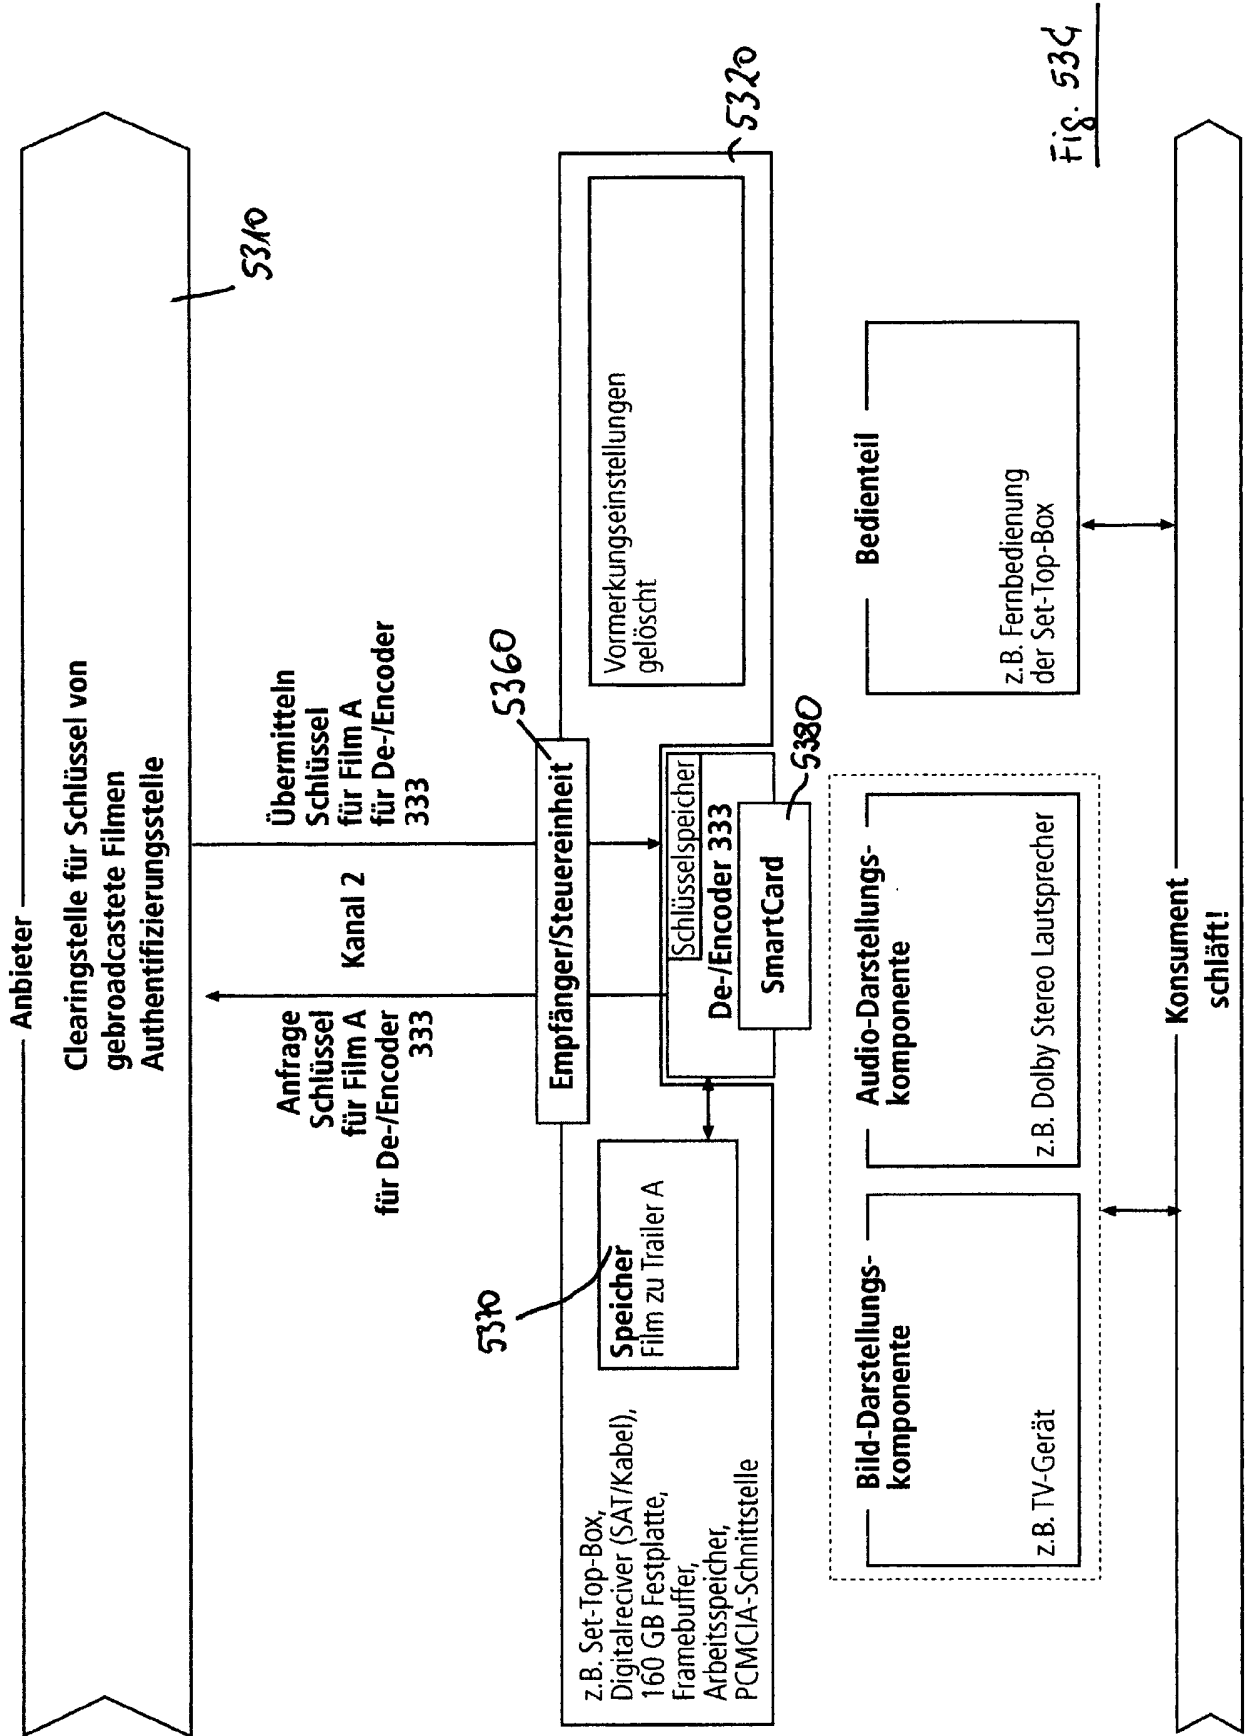 Anbieter
Clearingstelle für Schlüssel von
gebroadcastete Filmen
Authentifizierungsstelle
5310
Anfrage
Schlüssel
für Film A
für De-/Encoder
333
Kanal 2
Übermitteln
Schlüssel
für Film A
für De-/Encoder
333
5360
Empfänger/Steuereinheit
5320
z.B. Set-Top-Box,
Digitalreciver (SAT/Kabel),
160 GB Festplatte,
Framebuffer,
Arbeitsspeicher,
PCMCIA-Schnittstelle
5370
Speicher
Film zu Trailer A
Schlüsselspeicher
De-/Encoder 333
SmartCard
5380
Vormerkungseinstellungen
gelöscht
Bild-Darstellungs-
komponente
z.B. TV-Gerät
Audio-Darstellungs-
komponente
z.B. Dolby Stereo Lautsprecher
Bedienteil
z.B. Fernbedienung
der Set-Top-Box
Konsument
schläft!
Fig. 53G